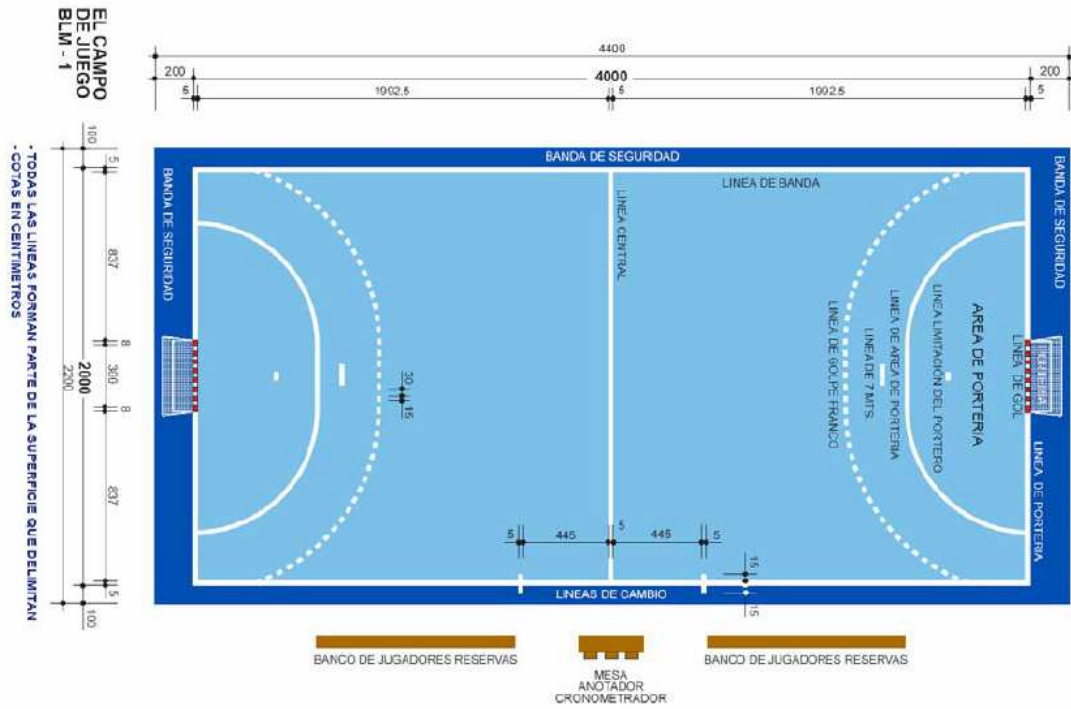 EL CAMPO
DE JUEGO
BLM - 1
- TODAS LAS LINEAS FORMAN PARTE DE LA SUPERFICIE QUE DELIMITAN
- COTAS EN CENTIMETROS
4400
200
4000
200
5
1902.5
5
1002.5
5
100
5
837
8
300
8
837
5
100
2000
2200
BANDA DE SEGURIDAD
BANDA DE SEGURIDAD
BANDA DE SEGURIDAD
LINEA DE BANDA
LINEA CENTRAL
LINEA DE GOLPE FRANCO
LINEA DE 7 MTS.
LINEA DE AREA DE PORTERIA
LINEA LIMITACIÓN DEL PORTERO
AREA DE PORTERIA
LINEA DE GOL
LINEA DE PORTERIA
30
15
5
445
5
445
5
15
15
LINEAS DE CAMBIO
BANCO DE JUGADORES RESERVAS
MESA
ANOTADOR
CRONOMETRADOR
BANCO DE JUGADORES RESERVAS